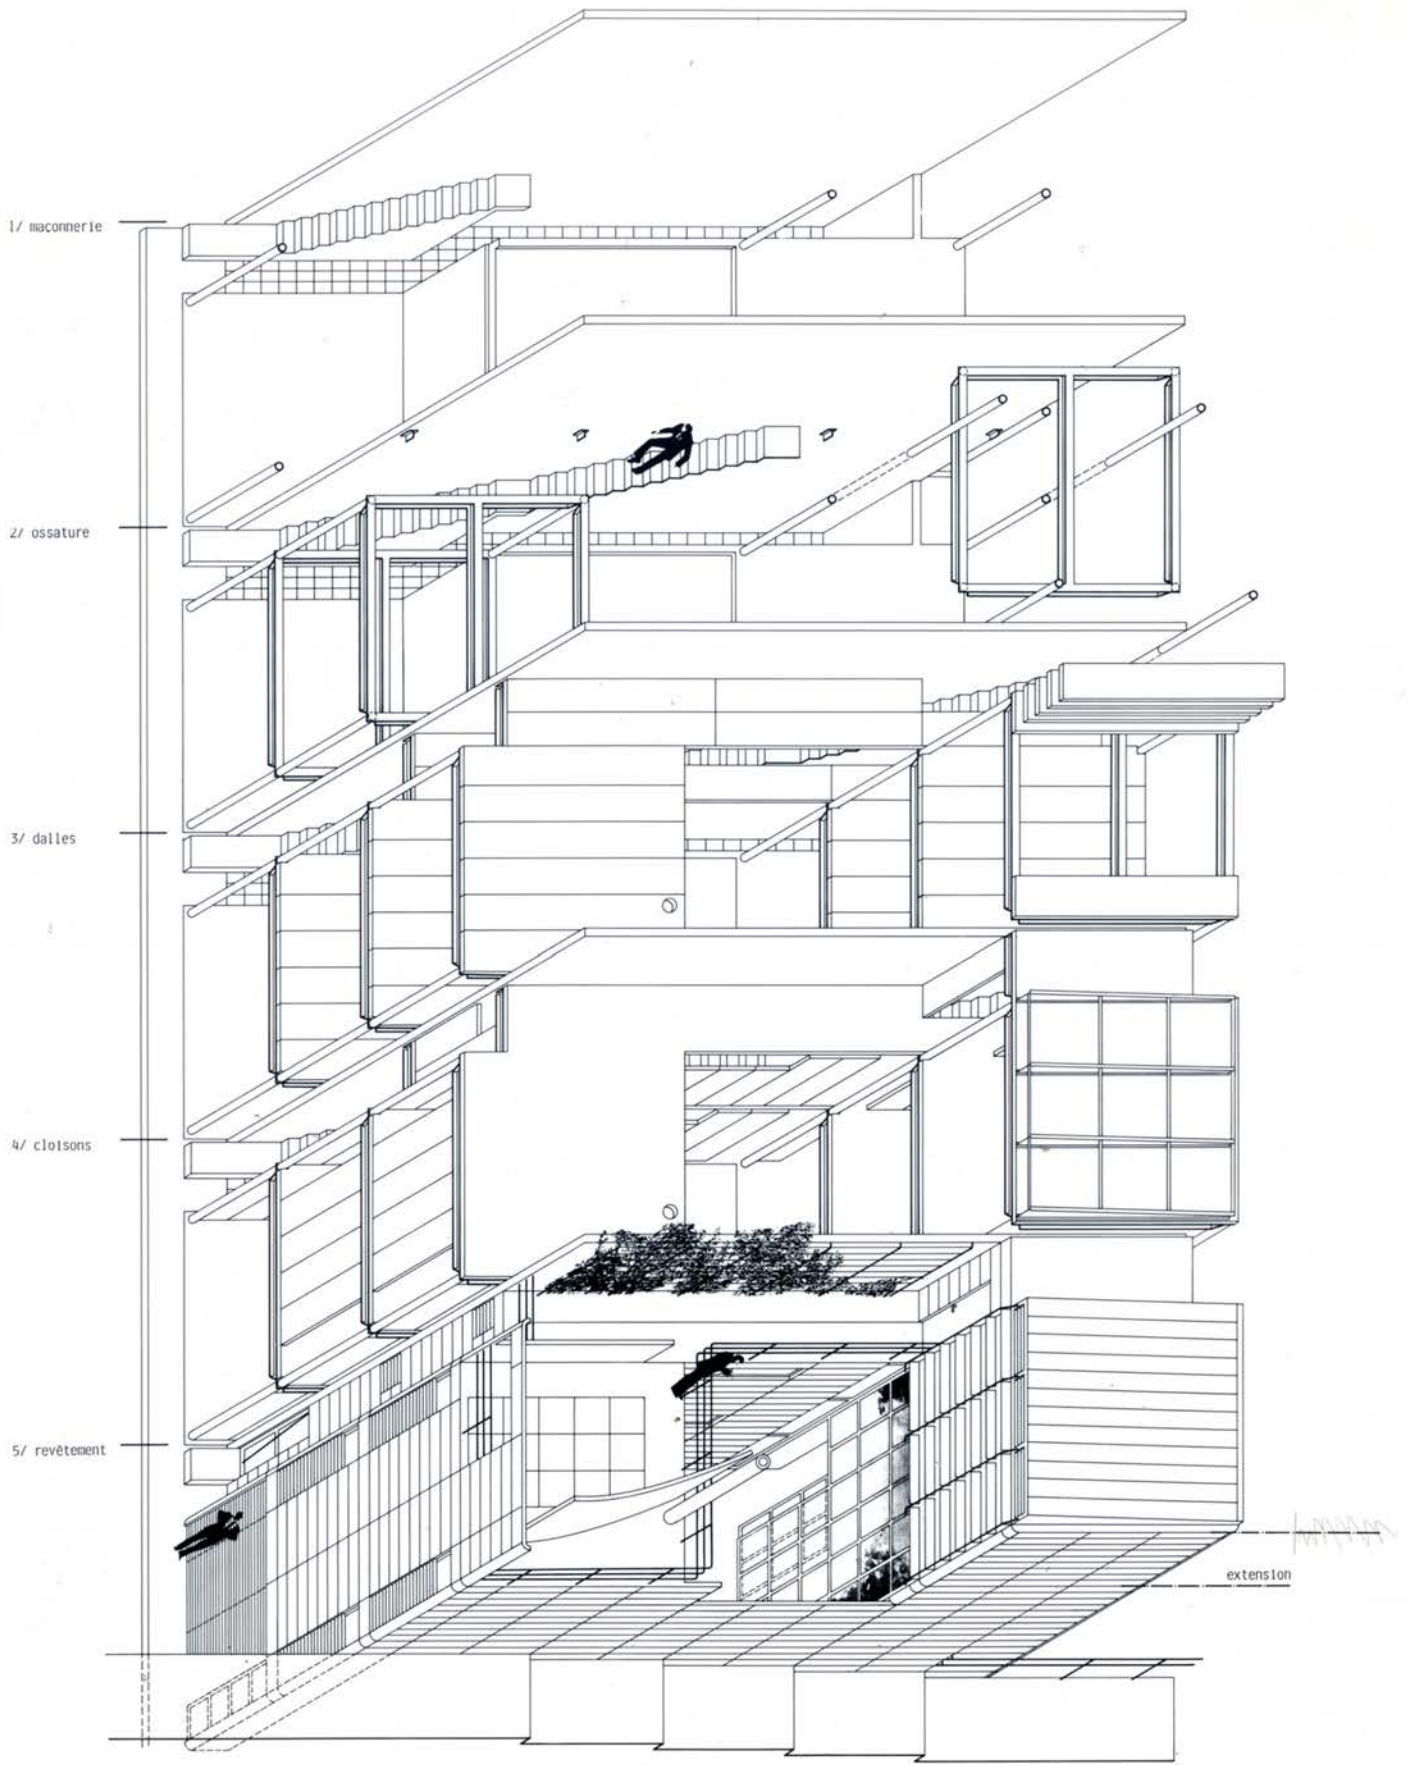 1/ maçonnerie
2/ ossature
3/ dalles
4/ cloisons
5/ revêtement
extension